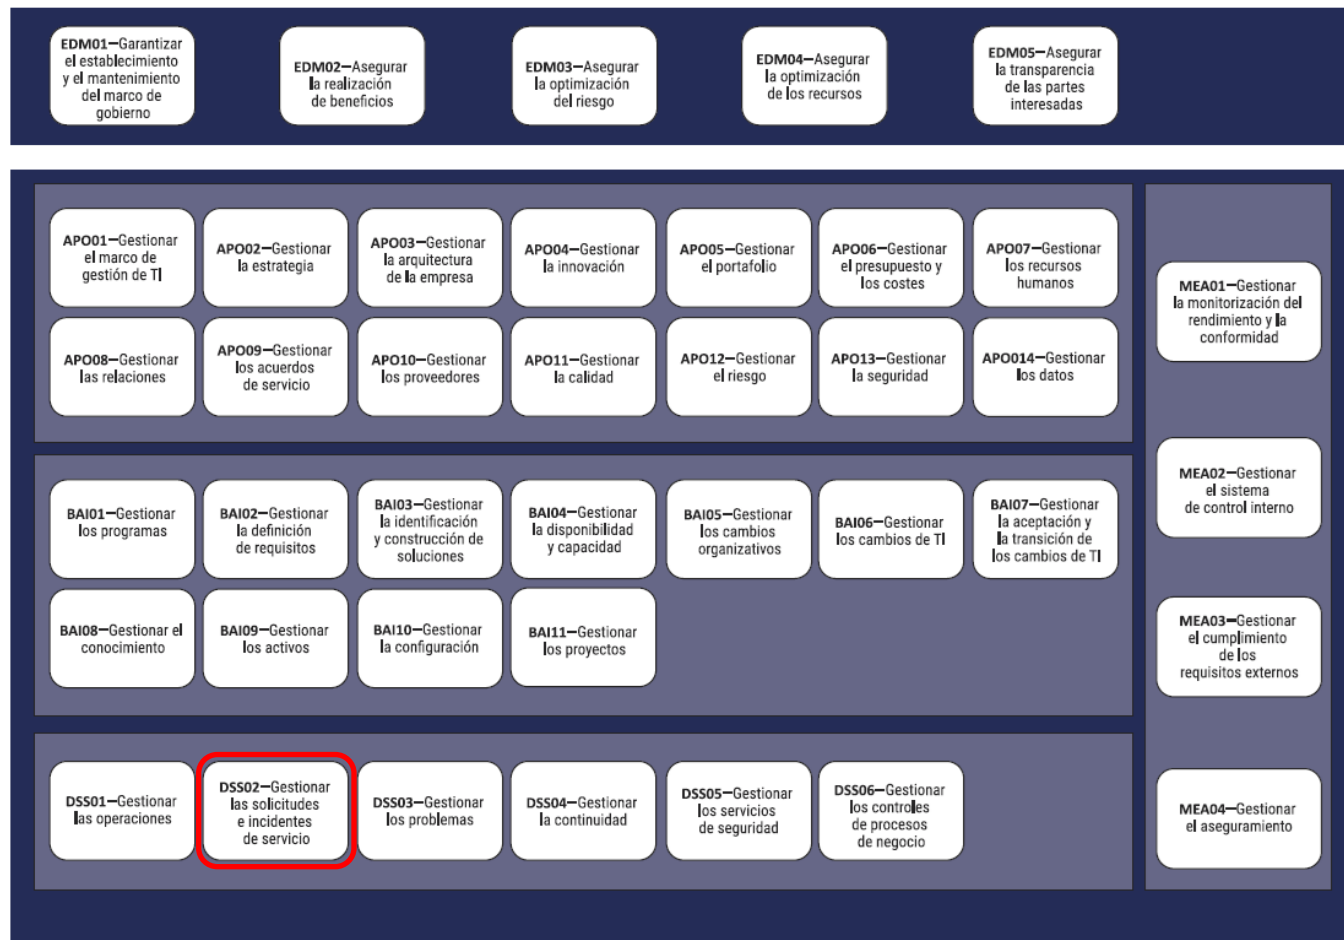 EDM01—Garantizar
el establecimiento
y el mantenimiento
del marco de
gobierno
EDM02—Asegurar
la realización
de beneficios
EDM03—Asegurar
la optimización
del riesgo
EDM04—Asegurar
la optimización
de los recursos
EDM05—Asegurar
la transparencia
de las partes
interesadas
APO01—Gestionar
el marco de
gestión de TI
APO02—Gestionar
la estrategia
APO03—Gestionar
la arquitectura
de la empresa
APO04—Gestionar
la innovación
APO05—Gestionar
el portafolio
APO06—Gestionar
el presupuesto y
los costes
APO07—Gestionar
los recursos
humanos
APO08—Gestionar
las relaciones
APO09—Gestionar
los acuerdos
de servicio
APO10—Gestionar
los proveedores
APO11—Gestionar
la calidad
APO12—Gestionar
el riesgo
APO13—Gestionar
la seguridad
APO014—Gestionar
los datos
BAI01—Gestionar
los programas
BAI02—Gestionar
la definición
de requisitos
BAI03—Gestionar
la identificación
y construcción de
soluciones
BAI04—Gestionar
la disponibilidad
y capacidad
BAI05—Gestionar
los cambios
organizativos
BAI06—Gestionar
los cambios de TI
BAI07—Gestionar
la aceptación y
la transición de
los cambios de TI
BAI08—Gestionar el
conocimiento
BAI09—Gestionar
los activos
BAI10—Gestionar
la configuración
BAI11—Gestionar
los proyectos
DSS01—Gestionar
las operaciones
DSS02—Gestionar
las solicitudes
e incidentes
de servicio
DSS03—Gestionar
los problemas
DSS04—Gestionar
la continuidad
DSS05—Gestionar
los servicios
de seguridad
DSS06—Gestionar
los controles
de procesos
de negocio
MEA01—Gestionar
la monitorización del
rendimiento y la
conformidad
MEA02—Gestionar
el sistema
de control interno
MEA03—Gestionar
el cumplimiento
de los
requisitos externos
MEA04—Gestionar
el aseguramiento